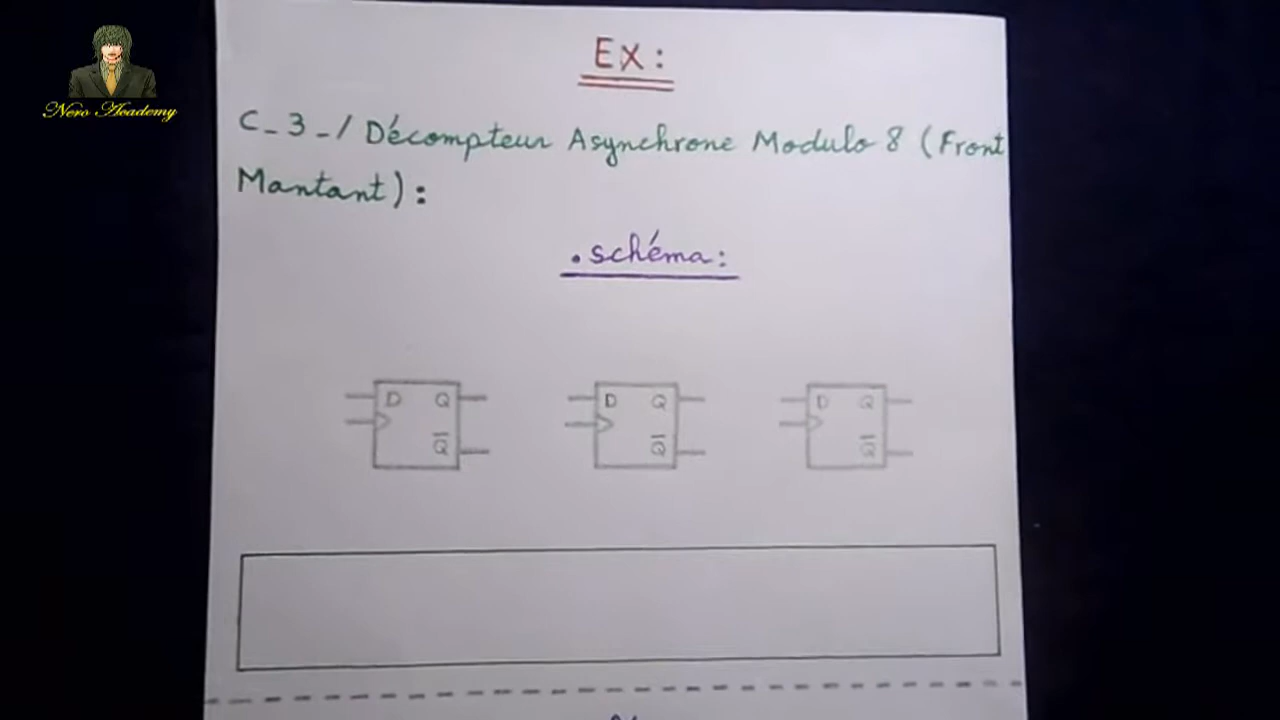 Nero Academy
EX:
C_3_/ Décompteur Asynchrone Modulo 8 (Front
Mantant):
. schéma:
D Q D Q D Q
Q̅ Q̅ Q̅